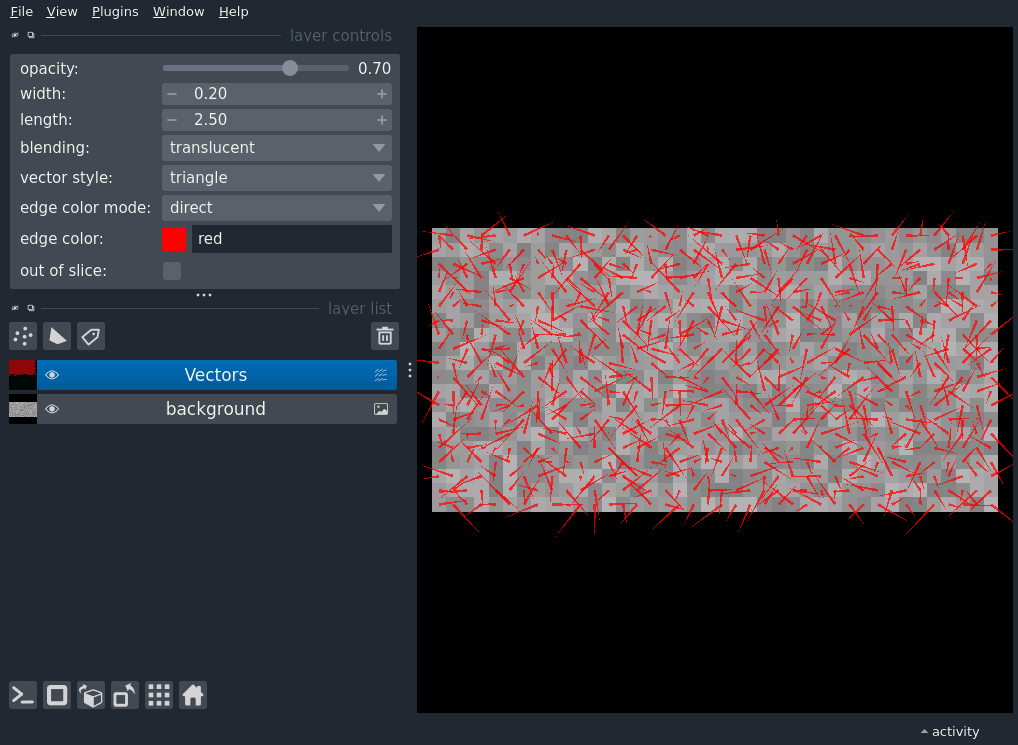 File View Plugins Window Help
layer controls
opacity: 0.70
width: 0.20
length: 2.50
blending: translucent
vector style: triangle
edge color mode: direct
edge color: red
out of slice:
layer list
Vectors
background
activity